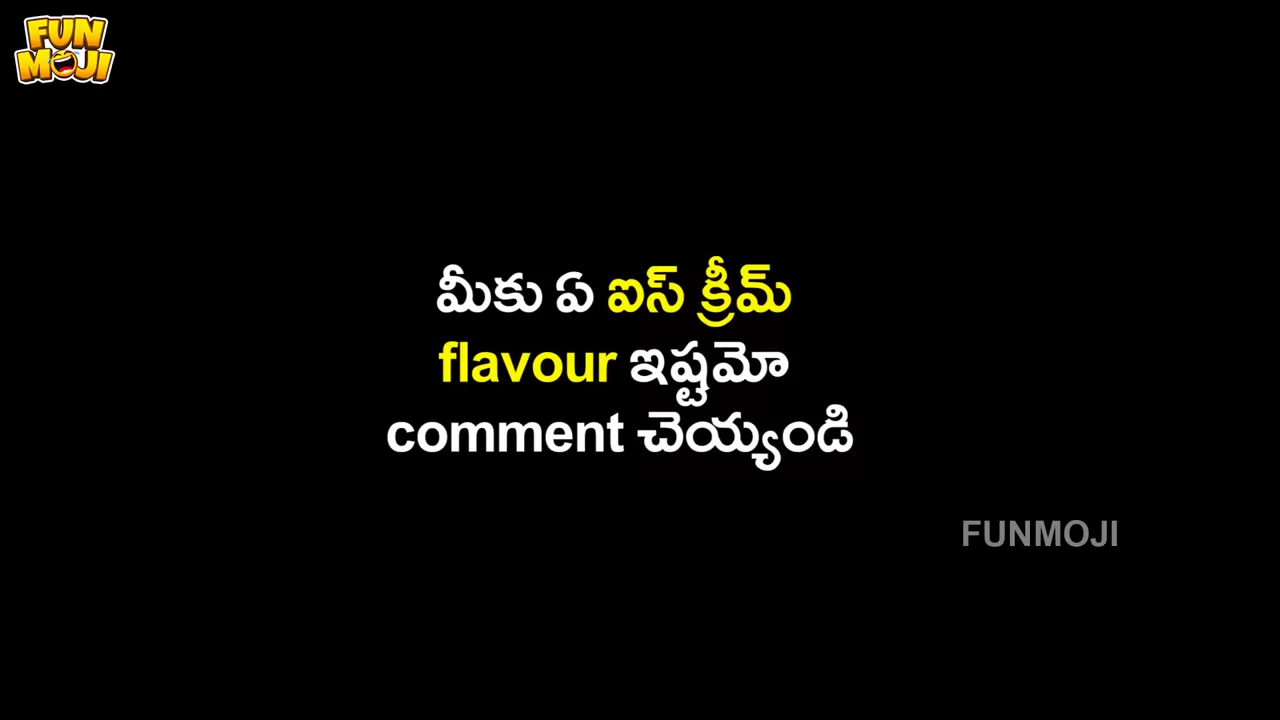 FUN
MOJI
మీకు ఏ ఐస్ క్రీమ్
flavour ఇష్టమో
comment చెయ్యండి
FUNMOJI